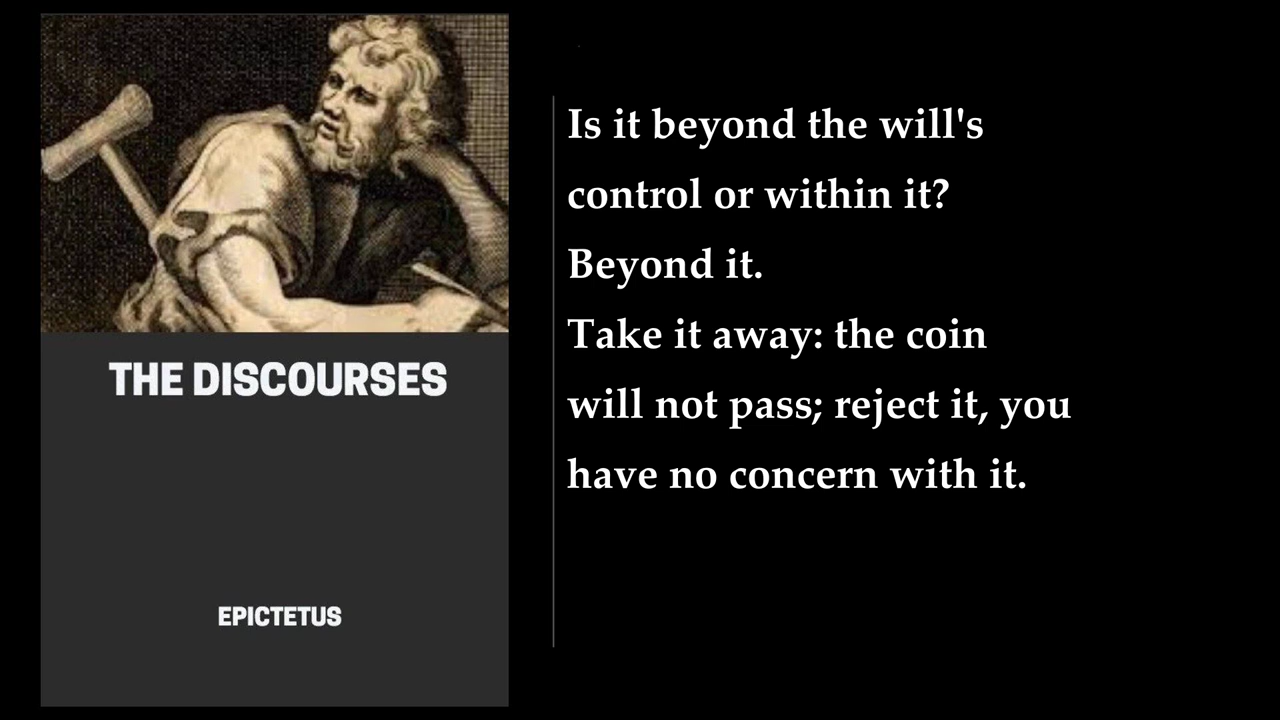 THE DISCOURSES
EPICTETUS
Is it beyond the will's
control or within it?
Beyond it.
Take it away: the coin
will not pass; reject it, you
have no concern with it.